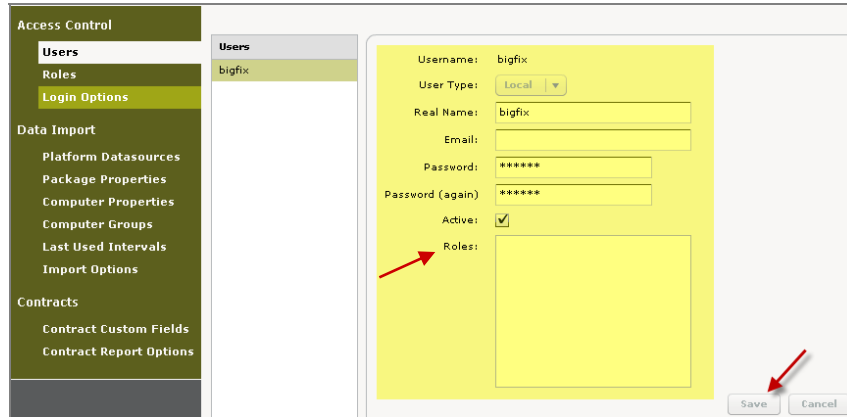 Access Control
Users
Roles
Login Options
Data Import
Platform Datasources
Package Properties
Computer Properties
Computer Groups
Last Used Intervals
Import Options
Contracts
Contract Custom Fields
Contract Report Options
Users
bigfix
Username: bigfix
User Type: Local
Real Name: bigfix
Email:
Password: ******
Password (again) ******
Active:
Roles:
Save Cancel